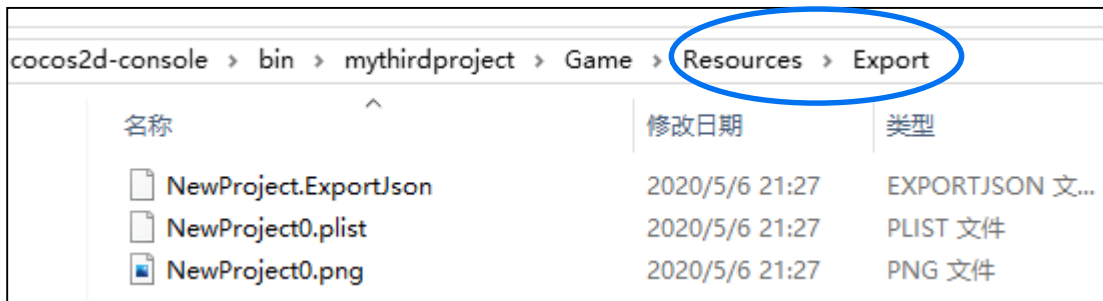 cocos2d-console > bin > mythirdproject > Game > Resources > Export
名称 修改日期 类型
NewProject.ExportJson 2020/5/6 21:27 EXPORTJSON 文...
NewProject0.plist 2020/5/6 21:27 PLIST 文件
NewProject0.png 2020/5/6 21:27 PNG 文件